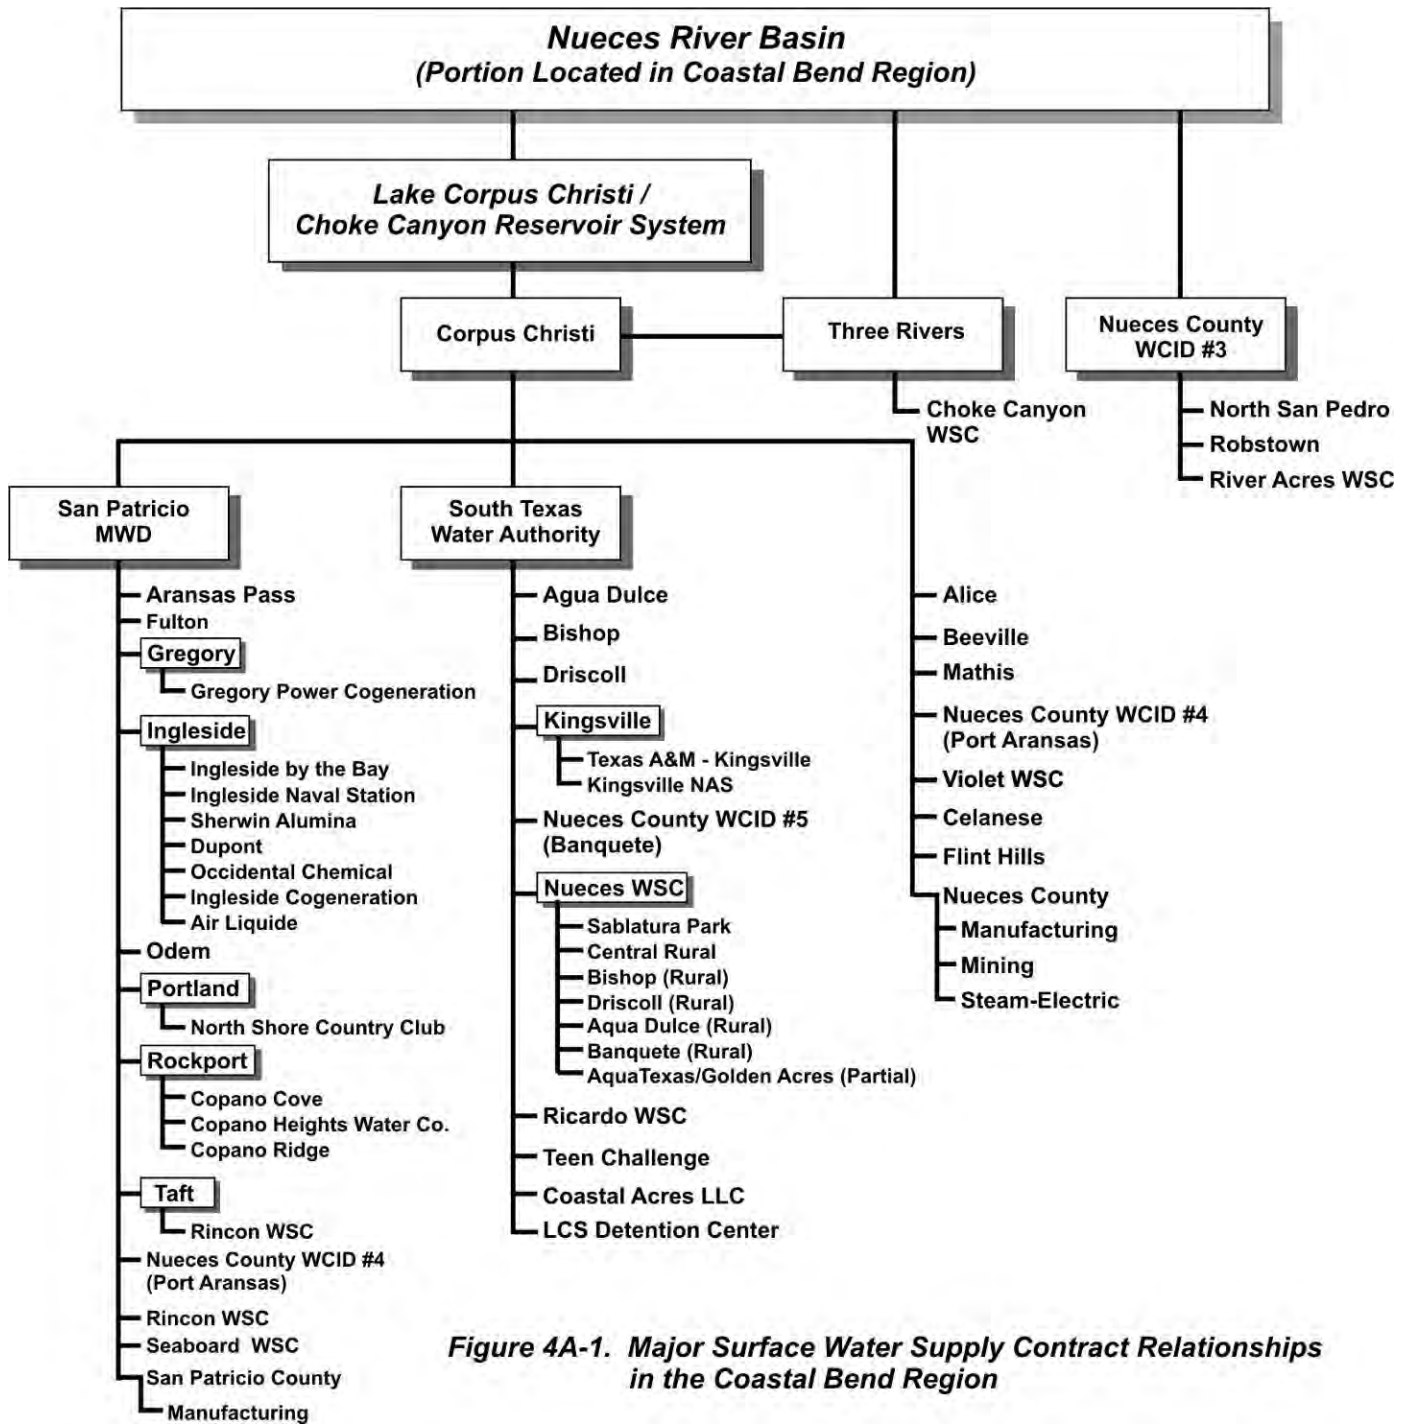 Nueces River Basin
(Portion Located in Coastal Bend Region)
Lake Corpus Christi /
Choke Canyon Reservoir System
Corpus Christi
Three Rivers
Nueces County
WCID #3
Choke Canyon
WSC
North San Pedro
Robstown
River Acres WSC
San Patricio
MWD
Aransas Pass
Fulton
Gregory
Gregory Power Cogeneration
Ingleside
Ingleside by the Bay
Ingleside Naval Station
Sherwin Alumina
Dupont
Occidental Chemical
Ingleside Cogeneration
Air Liquide
Odem
Portland
North Shore Country Club
Rockport
Copano Cove
Copano Heights Water Co.
Copano Ridge
Taft
Rincon WSC
Nueces County WCID #4
(Port Aransas)
Rincon WSC
Seaboard WSC
San Patricio County
Manufacturing
South Texas
Water Authority
Agua Dulce
Bishop
Driscoll
Kingsville
Texas A&M - Kingsville
Kingsville NAS
Nueces County WCID #5
(Banquete)
Nueces WSC
Sablatura Park
Central Rural
Bishop (Rural)
Driscoll (Rural)
Aqua Dulce (Rural)
Banquete (Rural)
AquaTexas/Golden Acres (Partial)
Ricardo WSC
Teen Challenge
Coastal Acres LLC
LCS Detention Center
Alice
Beeville
Mathis
Nueces County WCID #4
(Port Aransas)
Violet WSC
Celanese
Flint Hills
Nueces County
Manufacturing
Mining
Steam-Electric
Figure 4A-1. Major Surface Water Supply Contract Relationships
in the Coastal Bend Region